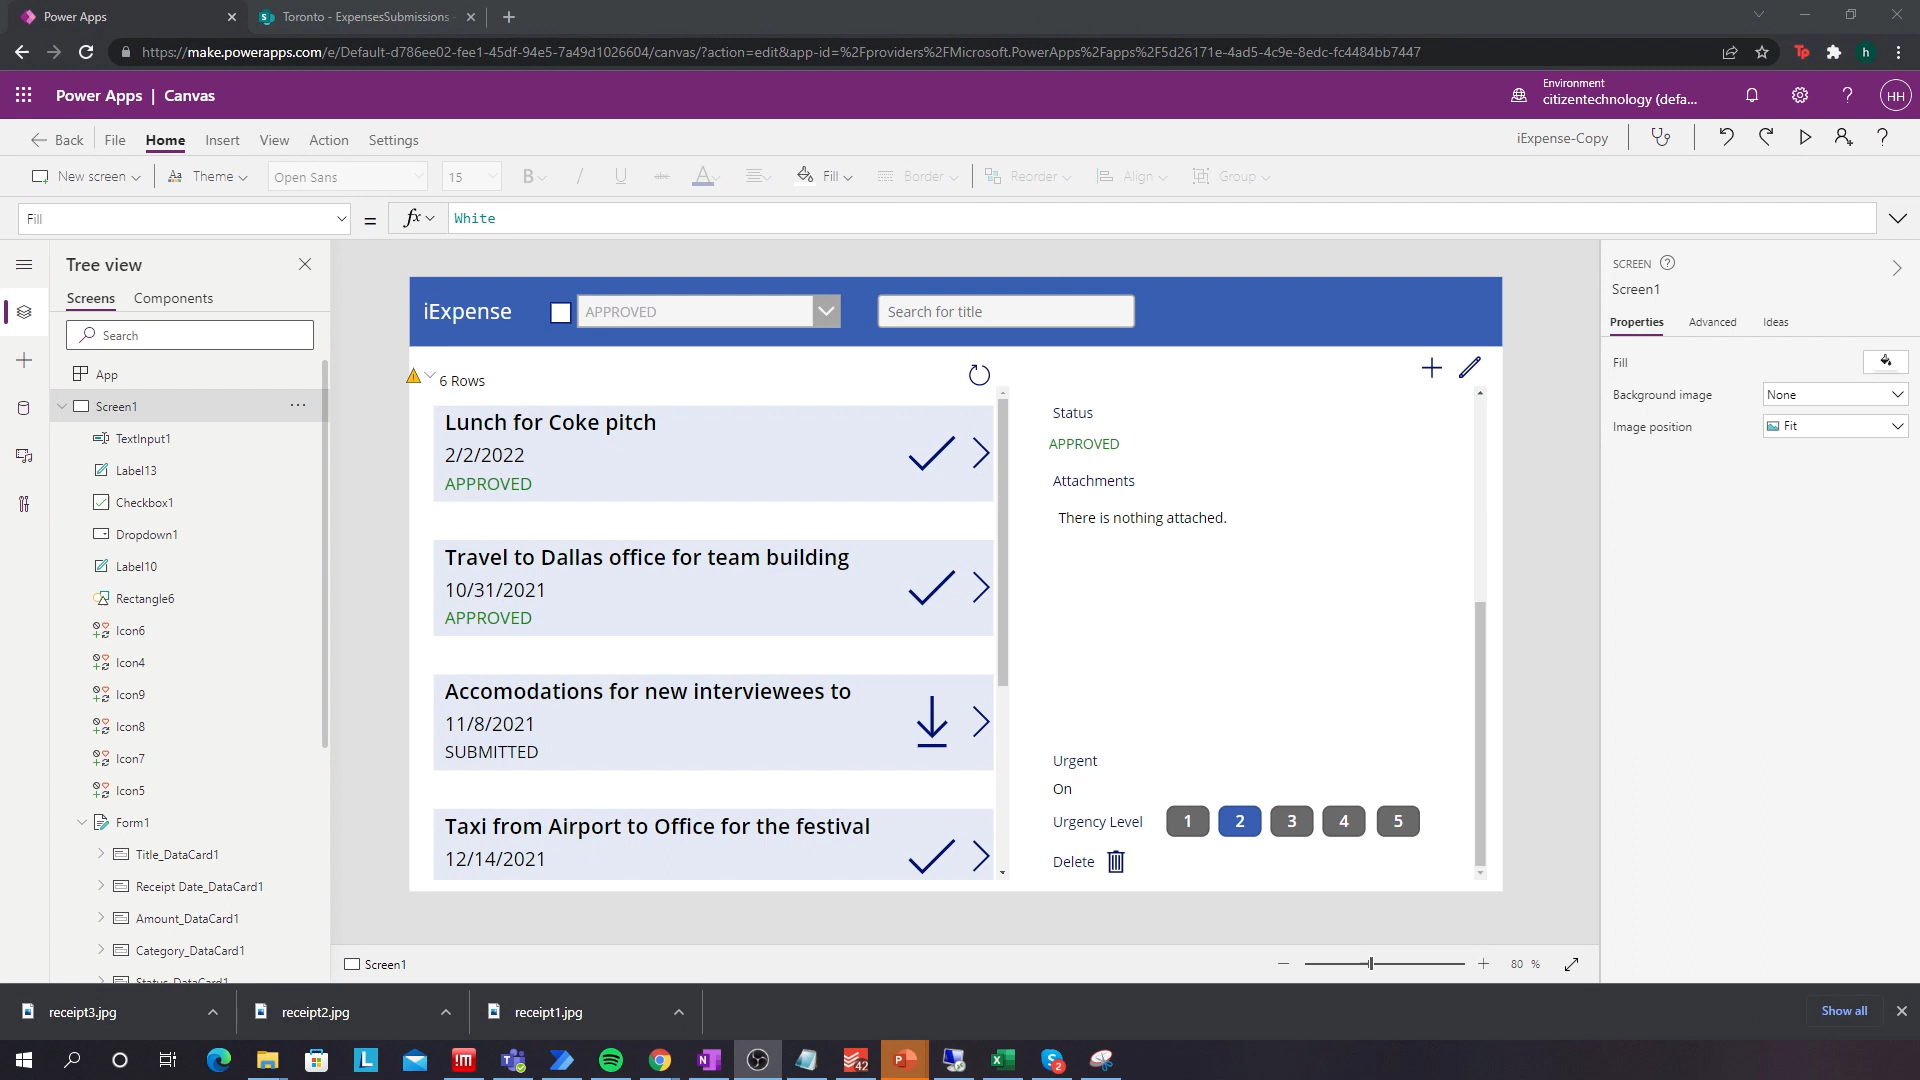 Power Apps
Toronto - ExpensesSubmissions -
https://make.powerapps.com/e/Default-d786ee02-fee1-45df-94e5-7a49d1026604/canvas/?action=edit&app-id=%2Fproviders%2FMicrosoft.PowerApps%2Fapps%2F5d26171e-4ad5-4c9e-8edc-fc4484bb7447
Tp
h
Power Apps | Canvas
Environment
citizentechnology (defa...
HH
Back File Home Insert View Action Settings
iExpense-Copy
New screen
Theme
Open Sans
15
B
Fill
Border
Reorder
Align
Group
Fill
=
fx
White
Tree view
Screens
Components
Search
App
Screen1
TextInput1
Label13
Checkbox1
Dropdown1
Label10
Rectangle6
Icon6
Icon4
Icon9
Icon8
Icon7
Icon5
Form1
Title_DataCard1
Receipt Date_DataCard1
Amount_DataCard1
Category_DataCard1
Status_DataCard1
iExpense
APPROVED
Search for title
6 Rows
Lunch for Coke pitch
2/2/2022
APPROVED
Travel to Dallas office for team building
10/31/2021
APPROVED
Accomodations for new interviewees to
11/8/2021
SUBMITTED
Taxi from Airport to Office for the festival
12/14/2021
Status
APPROVED
Attachments
There is nothing attached.
Urgent
On
Urgency Level 1 2 3 4 5
Delete
SCREEN
Screen1
Properties
Advanced
Ideas
Fill
Background image
None
Image position
Fit
Screen1
80 %
receipt3.jpg
receipt2.jpg
receipt1.jpg
Show all
L
!M
N
42
P
X
S
2